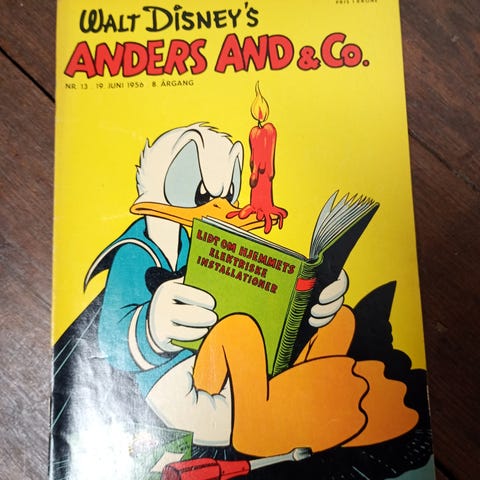 PRIS 1 KRONE
WALT DISNEY'S
ANDERS AND & Co.
NR. 13 . 19. JUNI 1956 8. ÅRGANG
LIDT OM HJEMMETS
ELEKTRISKE
INSTALLATIONER